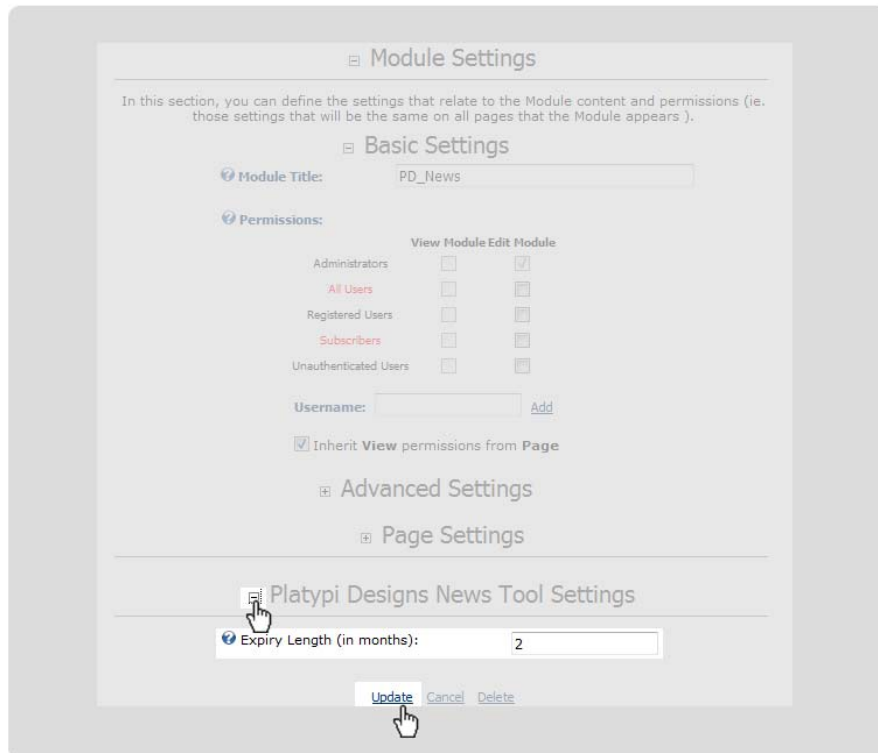 Module Settings
In this section, you can define the settings that relate to the Module content and permissions (ie.
those settings that will be the same on all pages that the Module appears ).
Basic Settings
Module Title: PD_News
Permissions:
View Module Edit Module
Administrators
All Users
Registered Users
Subscribers
Unauthenticated Users
Username: Add
Inherit View permissions from Page
Advanced Settings
Page Settings
Platypi Designs News Tool Settings
Expiry Length (in months): 2
Update Cancel Delete